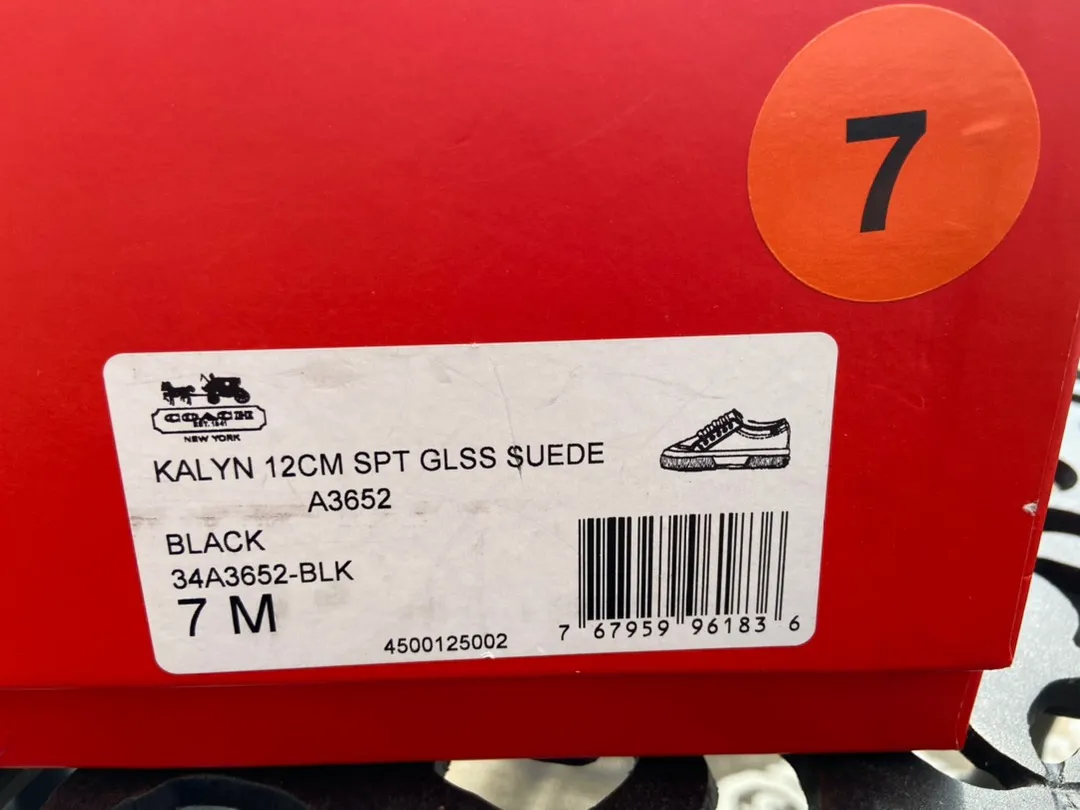 7
COACH
EST. 1941
NEW YORK
KALYN 12CM SPT GLSS SUEDE
A3652
BLACK
34A3652-BLK
7 M
4500125002
7 67959 96183 6